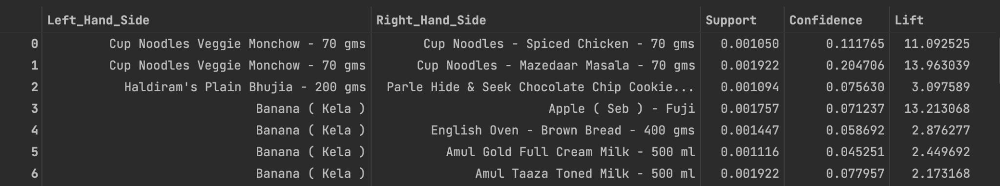 Left_Hand_Side Right_Hand_Side Support Confidence Lift
0 Cup Noodles Veggie Monchow - 70 gms Cup Noodles - Spiced Chicken - 70 gms 0.001050 0.111765 11.092525
1 Cup Noodles Veggie Monchow - 70 gms Cup Noodles - Mazedaar Masala - 70 gms 0.001922 0.204706 13.963039
2 Haldiram's Plain Bhujia - 200 gms Parle Hide & Seek Chocolate Chip Cookie... 0.001094 0.075630 3.097589
3 Banana ( Kela ) Apple ( Seb ) - Fuji 0.001757 0.071237 13.213068
4 Banana ( Kela ) English Oven - Brown Bread - 400 gms 0.001447 0.058692 2.876277
5 Banana ( Kela ) Amul Gold Full Cream Milk - 500 ml 0.001116 0.045251 2.449692
6 Banana ( Kela ) Amul Taaza Toned Milk - 500 ml 0.001922 0.077957 2.173168